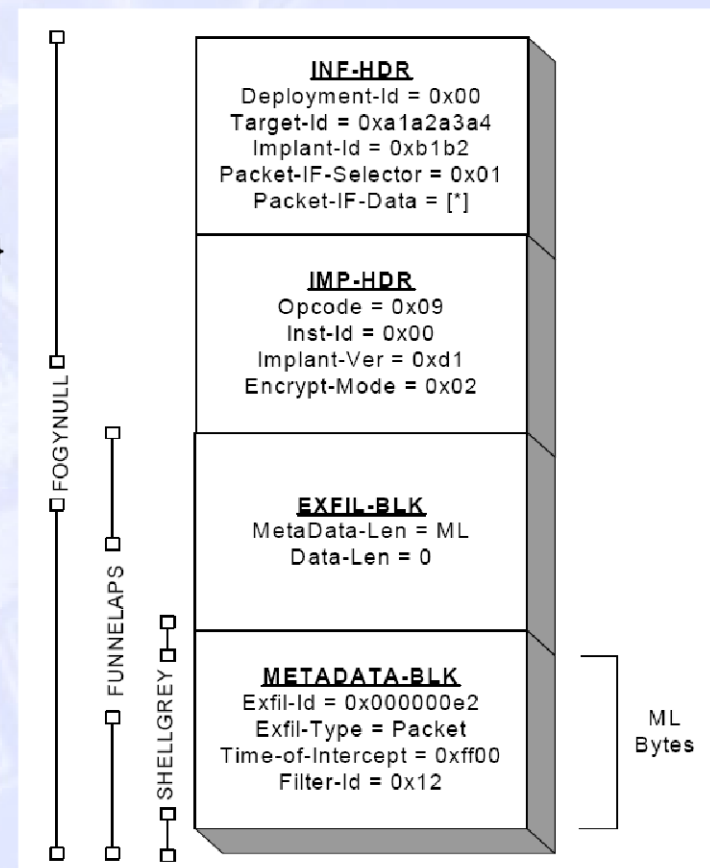 INF-HDR
Deployment-Id = 0x00
Target-Id = 0xa1a2a3a4
Implant-Id = 0xb1b2
Packet-IF-Selector = 0x01
Packet-IF-Data = [*]
IMP-HDR
Opcode = 0x09
Inst-Id = 0x00
Implant-Ver = 0xd1
Encrypt-Mode = 0x02
EXFIL-BLK
MetaData-Len = ML
Data-Len = 0
METADATA-BLK
Exfil-Id = 0x000000e2
Exfil-Type = Packet
Time-of-Intercept = 0xff00
Filter-Id = 0x12
FOGYNULL
FUNNELAPS
SHELLGREY
ML
Bytes